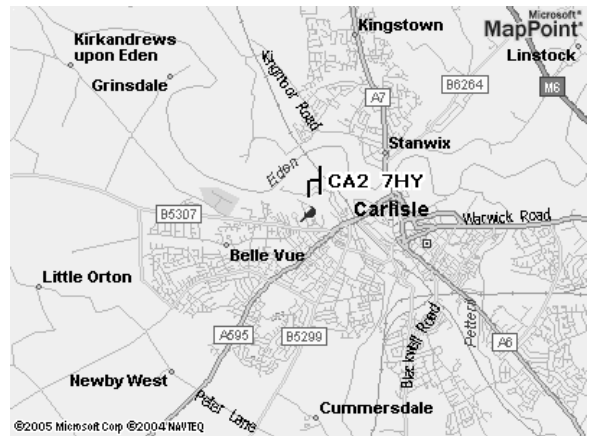 Microsoft®
MapPoint®
Kingstown
Kirkandrews
upon Eden
Linstock
Grinsdale
Kingmoor Road
B6264
A7
M6
Stanwix
Eden
CA2 7HY
Carlisle
B5307
Warwick Road
Belle Vue
Little Orton
Petteril
A595
B5299
Blackwell Road
A6
Newby West
Peter Lane
Cummersdale
©2005 Microsoft Corp ©2004 NAVTEQ